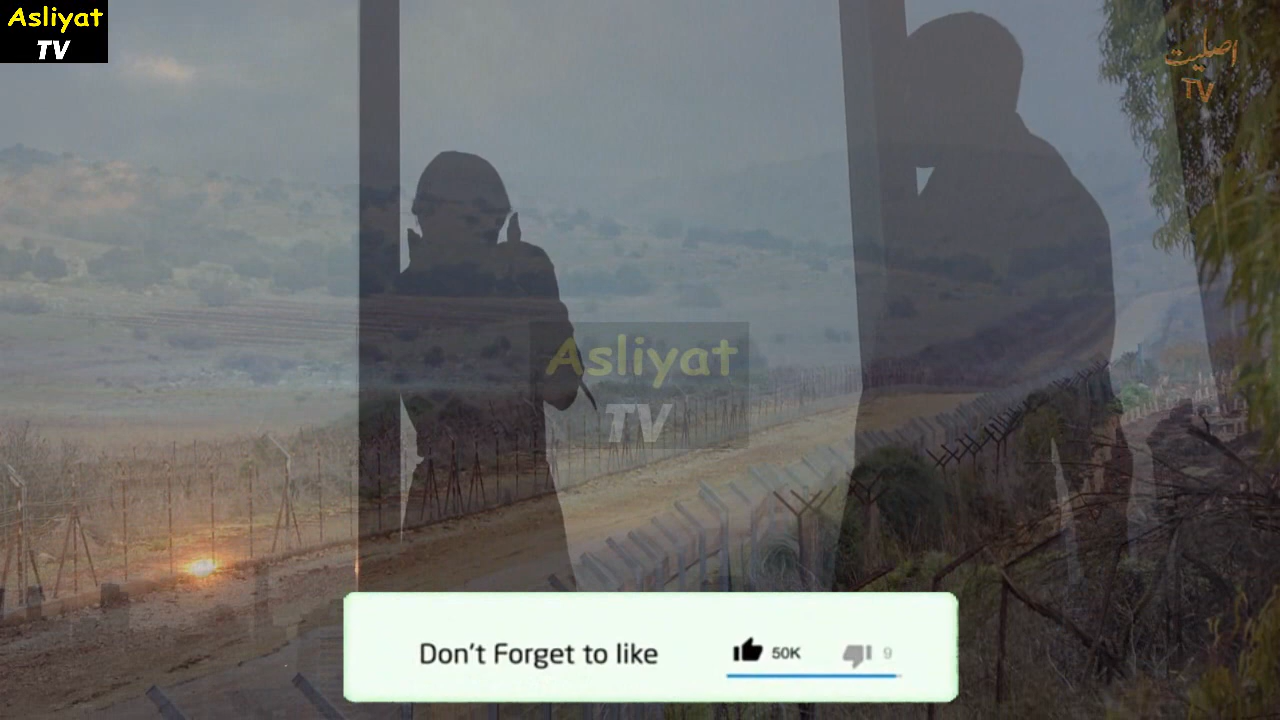 Asliyat
TV
اصلیت
TV
Asliyat
TV
Don't Forget to like
50K
9